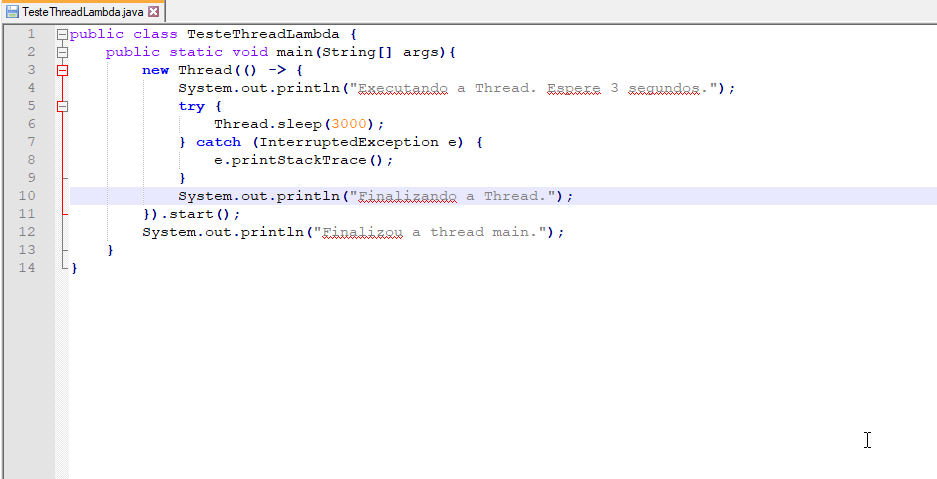 TesteThreadLambda.java
1 public class TesteThreadLambda {
2 public static void main(String[] args){
3 new Thread(() -> {
4 System.out.println("Executando a Thread. Espere 3 segundos.");
5 try {
6 Thread.sleep(3000);
7 } catch (InterruptedException e) {
8 e.printStackTrace();
9 }
10 System.out.println("Finalizando a Thread.");
11 }).start();
12 System.out.println("Finalizou a thread main.");
13 }
14 }